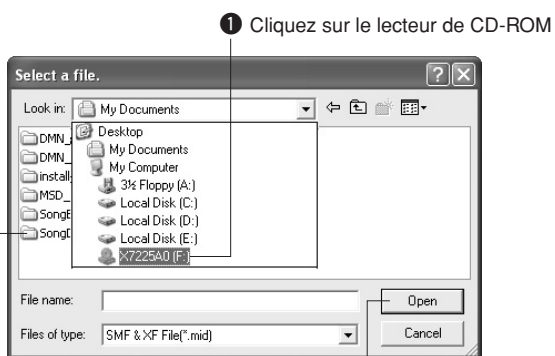 ❶ Cliquez sur le lecteur de CD-ROM
Select a file.
Look in: My Documents
Desktop
My Documents
My Computer
3½ Floppy (A:)
Local Disk (C:)
Local Disk (D:)
Local Disk (E:)
X7225A0 (F:)
DMN_
DMN_
install
MSD_
SongE
File name:
Open
Files of type: SMF & XF File(*.mid)
Cancel